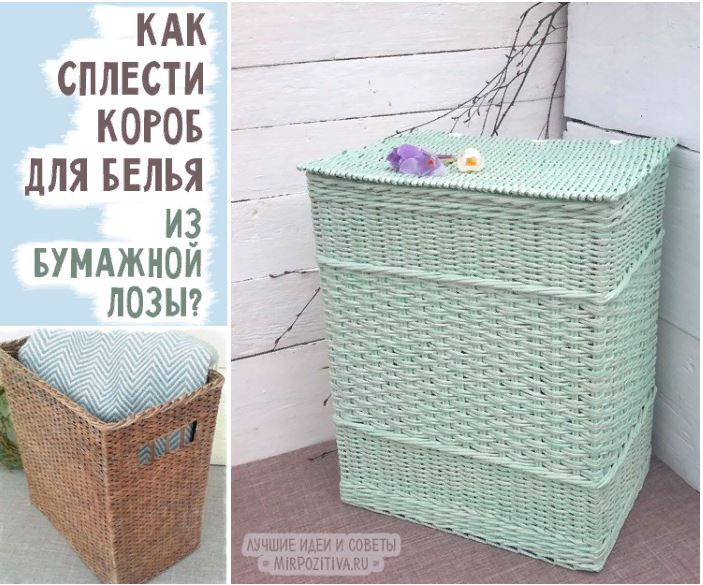 КАК
СПЛЕСТИ
КОРОБ
ДЛЯ БЕЛЬЯ
ИЗ
БУМАЖНОЙ
ЛОЗЫ?
ЛУЧШИЕ ИДЕИ И СОВЕТЫ
MIRPOZITIVA.RU